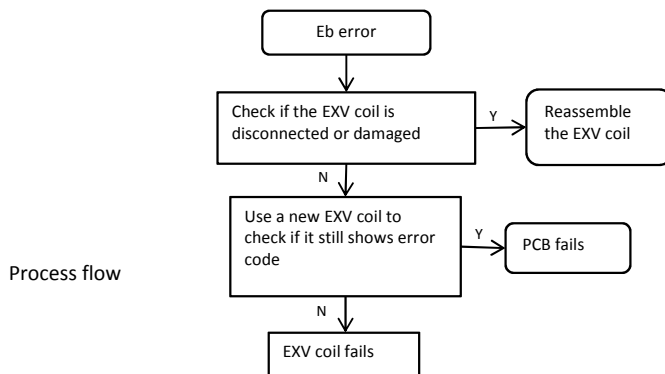 Eb error
Check if the EXV coil is
disconnected or damaged
Y
Reassemble
the EXV coil
N
Use a new EXV coil to
check if it still shows error
code
Y
PCB fails
Process flow
N
EXV coil fails